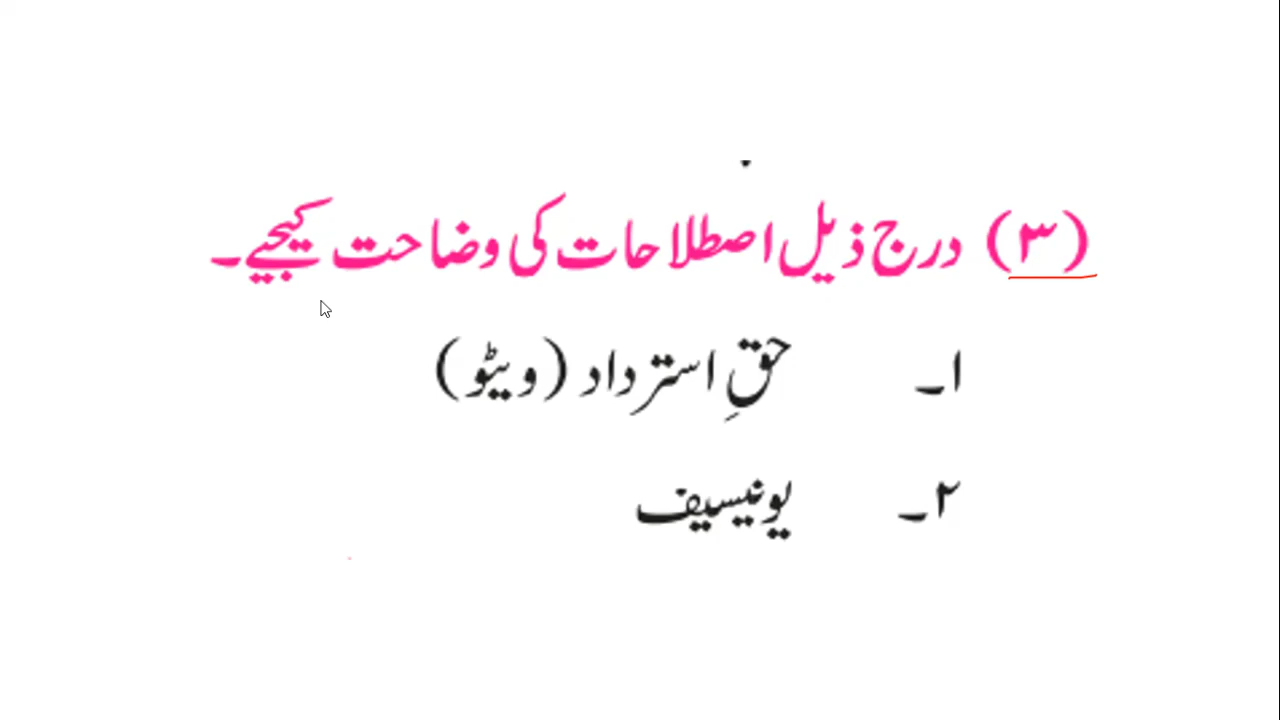 (۳) درج ذیل اصطلاحات کی وضاحت کیجیے۔
۱۔ حقِ استرداد (ویٹو)
۲۔ یونیسیف